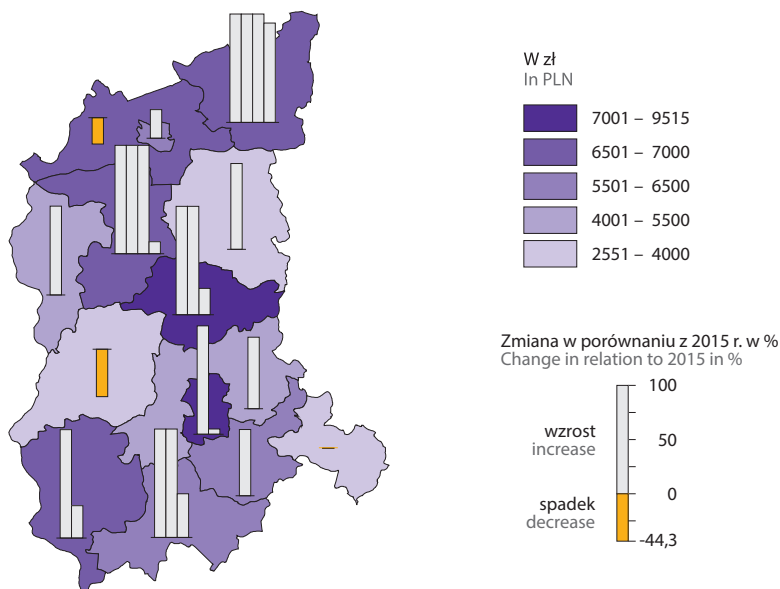 W zł
In PLN
7001 – 9515
6501 – 7000
5501 – 6500
4001 – 5500
2551 – 4000
Zmiana w porównaniu z 2015 r. w %
Change in relation to 2015 in %
100
wzrost
increase
50
0
spadek
decrease
-44,3